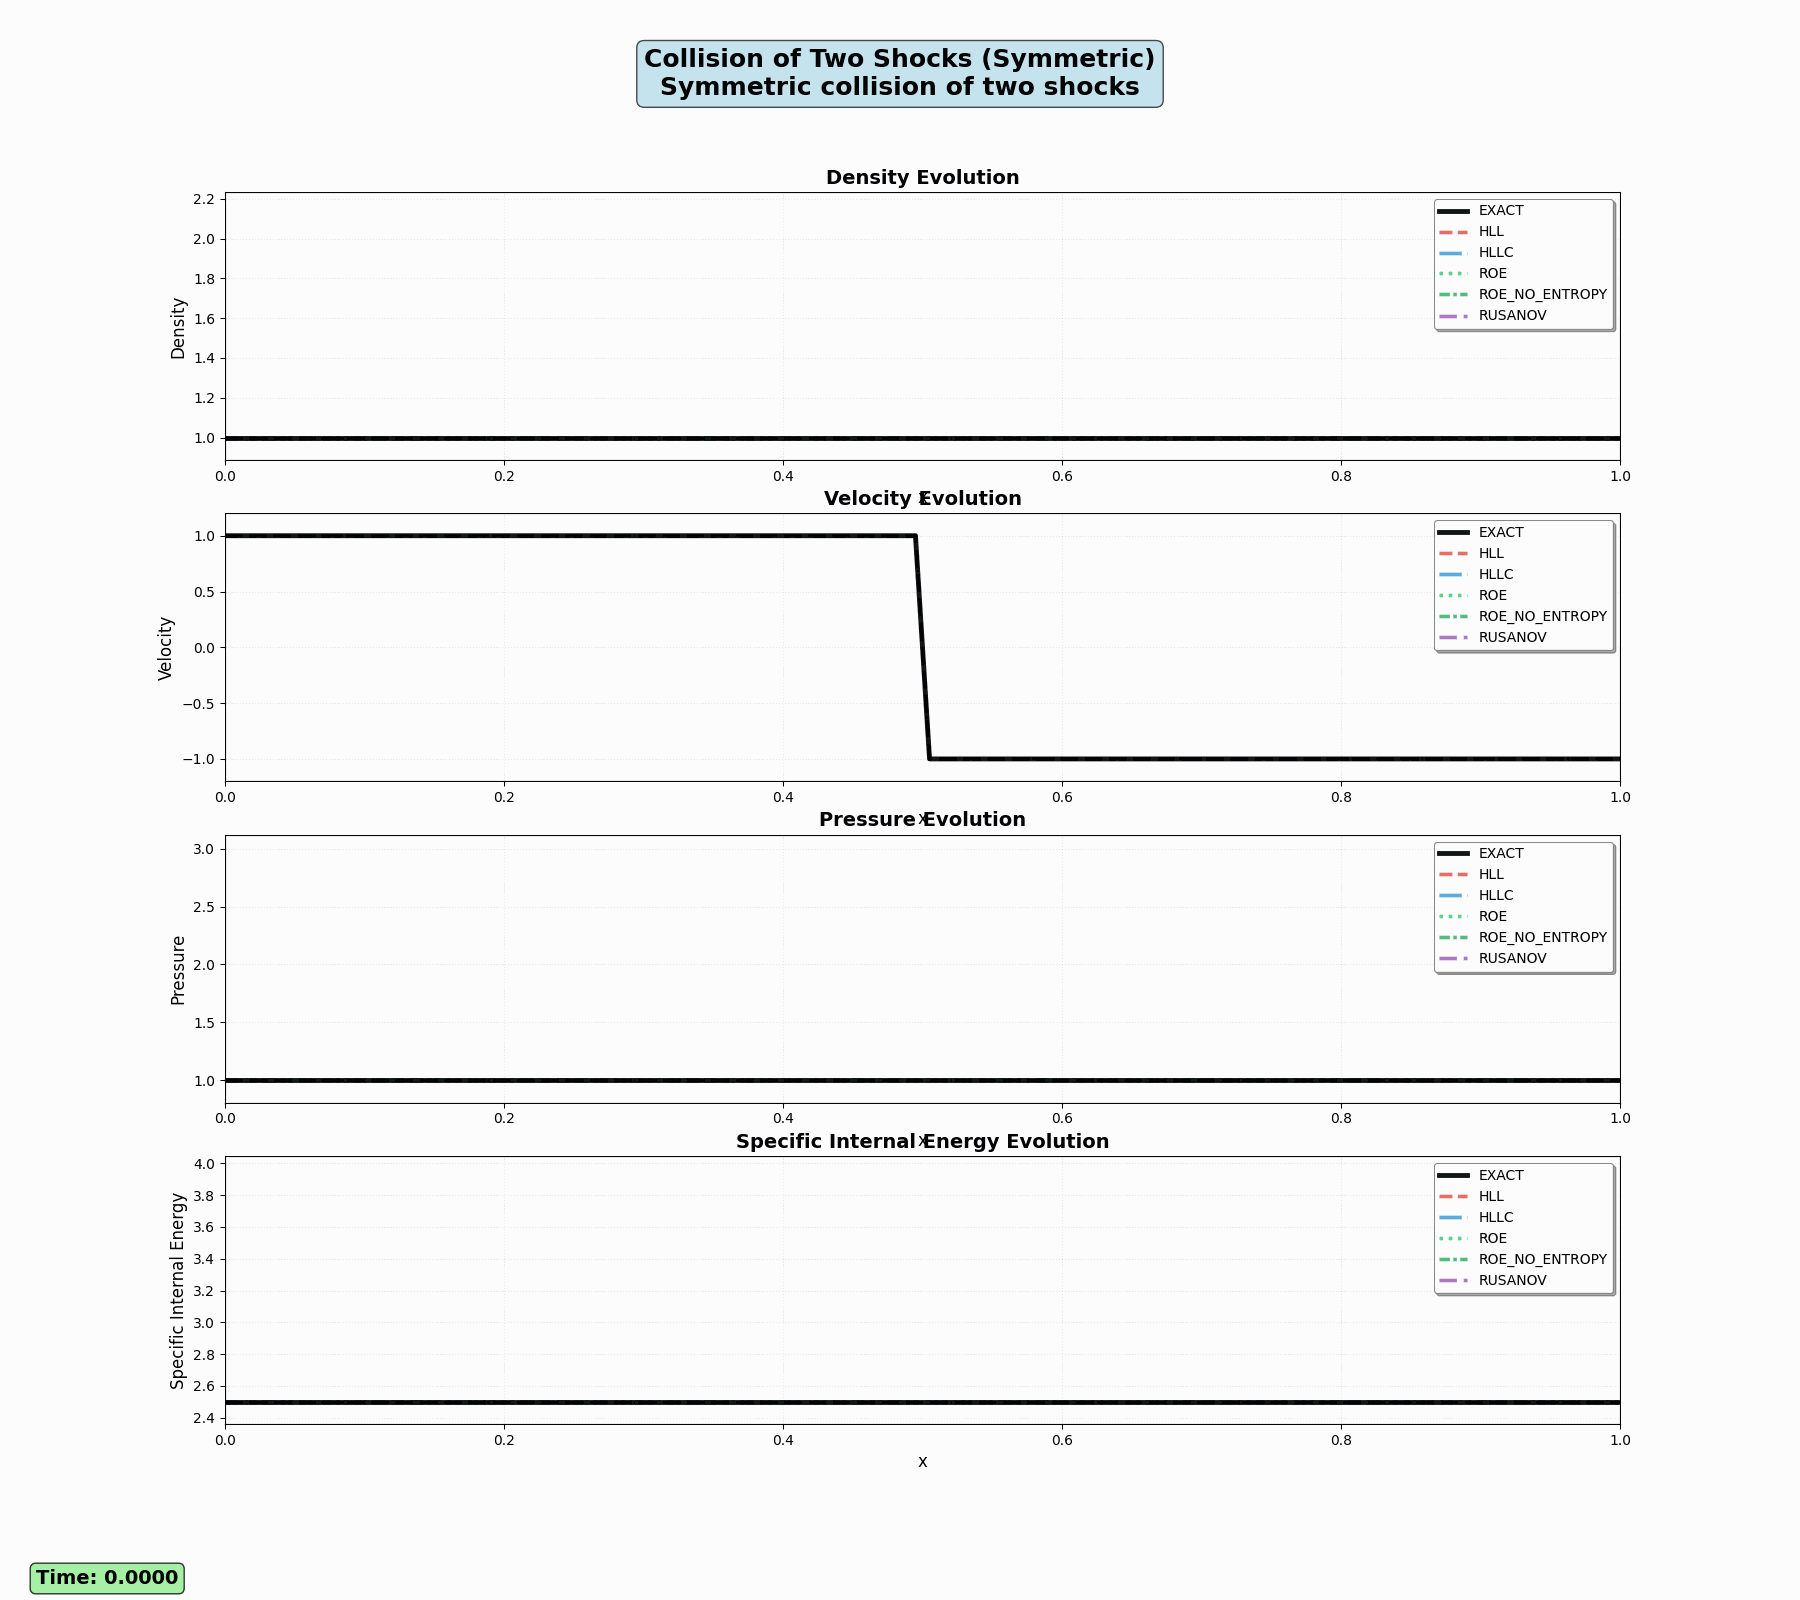 Collision of Two Shocks (Symmetric)
Symmetric collision of two shocks
Density Evolution
Density
2.2
2.0
1.8
1.6
1.4
1.2
1.0
EXACT
HLL
HLLC
ROE
ROE_NO_ENTROPY
RUSANOV
0.0 0.2 0.4 0.6 0.8 1.0
x
Velocity Evolution
Velocity
1.0
0.5
0.0
−0.5
−1.0
EXACT
HLL
HLLC
ROE
ROE_NO_ENTROPY
RUSANOV
0.0 0.2 0.4 0.6 0.8 1.0
x
Pressure Evolution
Pressure
3.0
2.5
2.0
1.5
1.0
EXACT
HLL
HLLC
ROE
ROE_NO_ENTROPY
RUSANOV
0.0 0.2 0.4 0.6 0.8 1.0
x
Specific Internal Energy Evolution
Specific Internal Energy
4.0
3.8
3.6
3.4
3.2
3.0
2.8
2.6
2.4
EXACT
HLL
HLLC
ROE
ROE_NO_ENTROPY
RUSANOV
0.0 0.2 0.4 0.6 0.8 1.0
x
Time: 0.0000